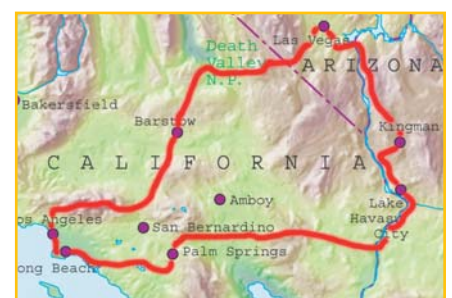 Death
Valley
N.P.
Las Vegas
ARIZONA
Bakersfield
Barstow
Kingman
CALIFORNIA
Amboy
Lake
Havasu
City
os Angeles
San Bernardino
Palm Springs
ong Beach